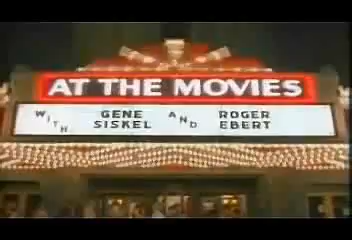 AT THE MOVIES
WITH GENE SISKEL AND ROGER EBERT